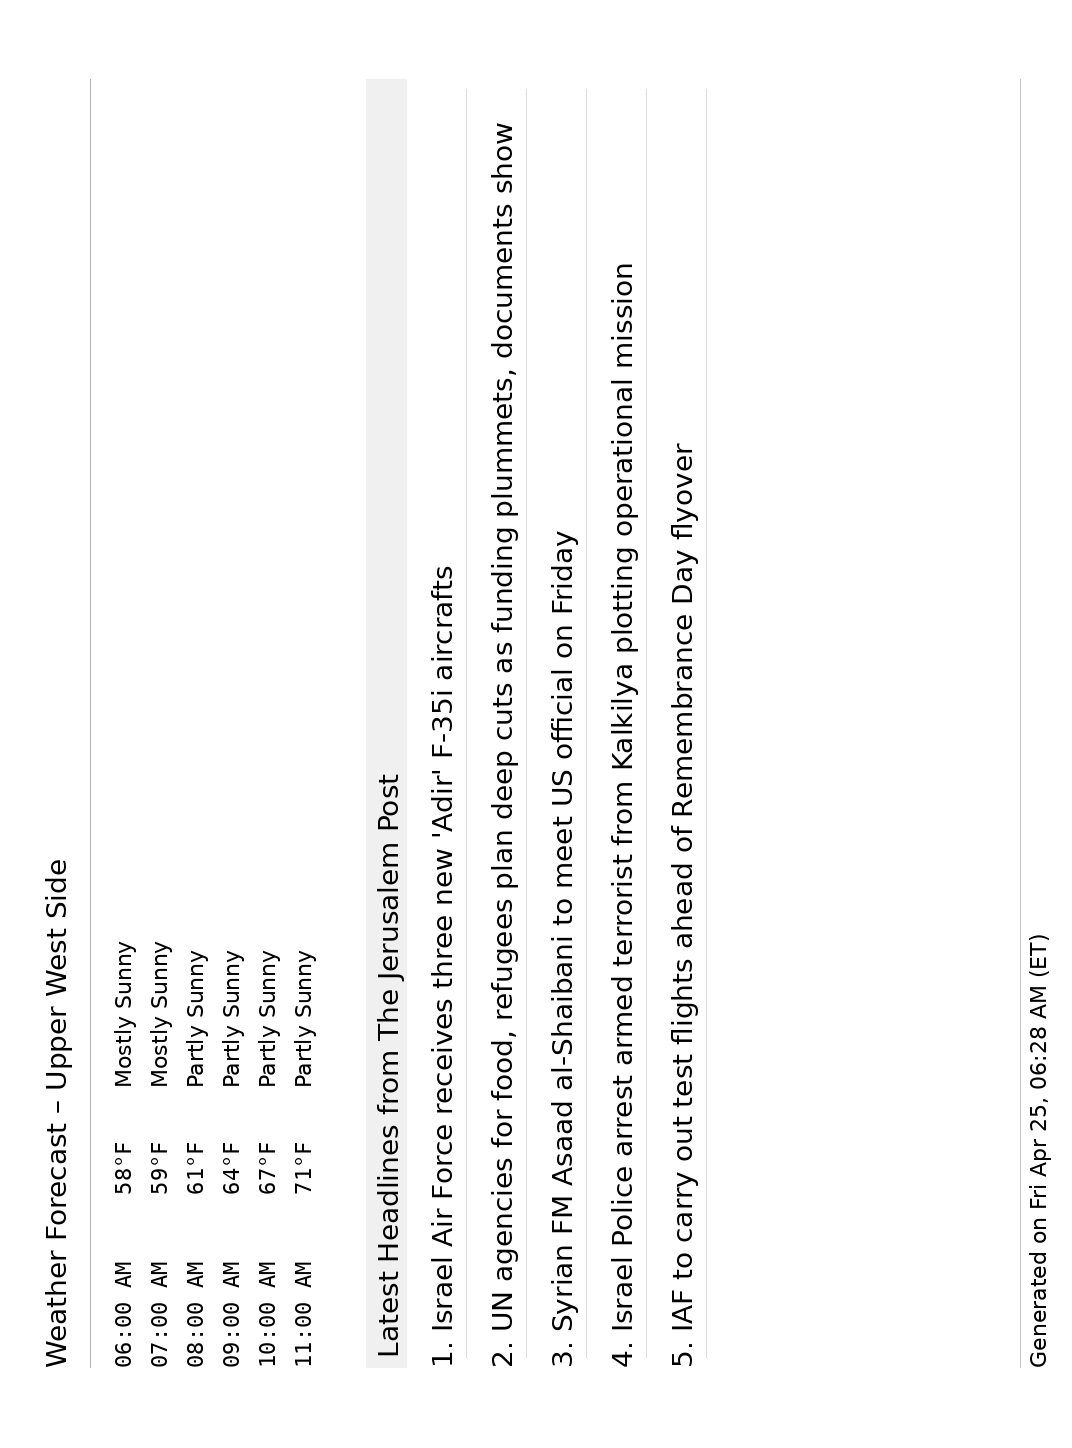 Weather Forecast – Upper West Side
06:00 AM 58°F Mostly Sunny
07:00 AM 59°F Mostly Sunny
08:00 AM 61°F Partly Sunny
09:00 AM 64°F Partly Sunny
10:00 AM 67°F Partly Sunny
11:00 AM 71°F Partly Sunny
Latest Headlines from The Jerusalem Post
1. Israel Air Force receives three new 'Adir' F-35i aircrafts
2. UN agencies for food, refugees plan deep cuts as funding plummets, documents show
3. Syrian FM Asaad al-Shaibani to meet US official on Friday
4. Israel Police arrest armed terrorist from Kalkilya plotting operational mission
5. IAF to carry out test flights ahead of Remembrance Day flyover
Generated on Fri Apr 25, 06:28 AM (ET)